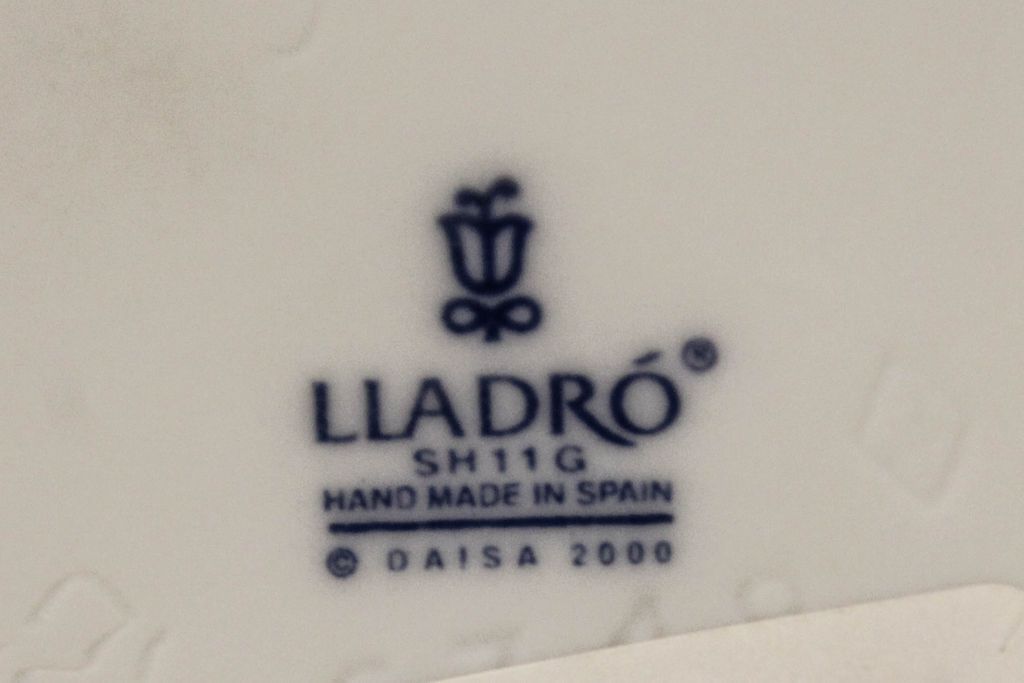 LLADRÓ®
SH11G
HAND MADE IN SPAIN
© DAISA 2000